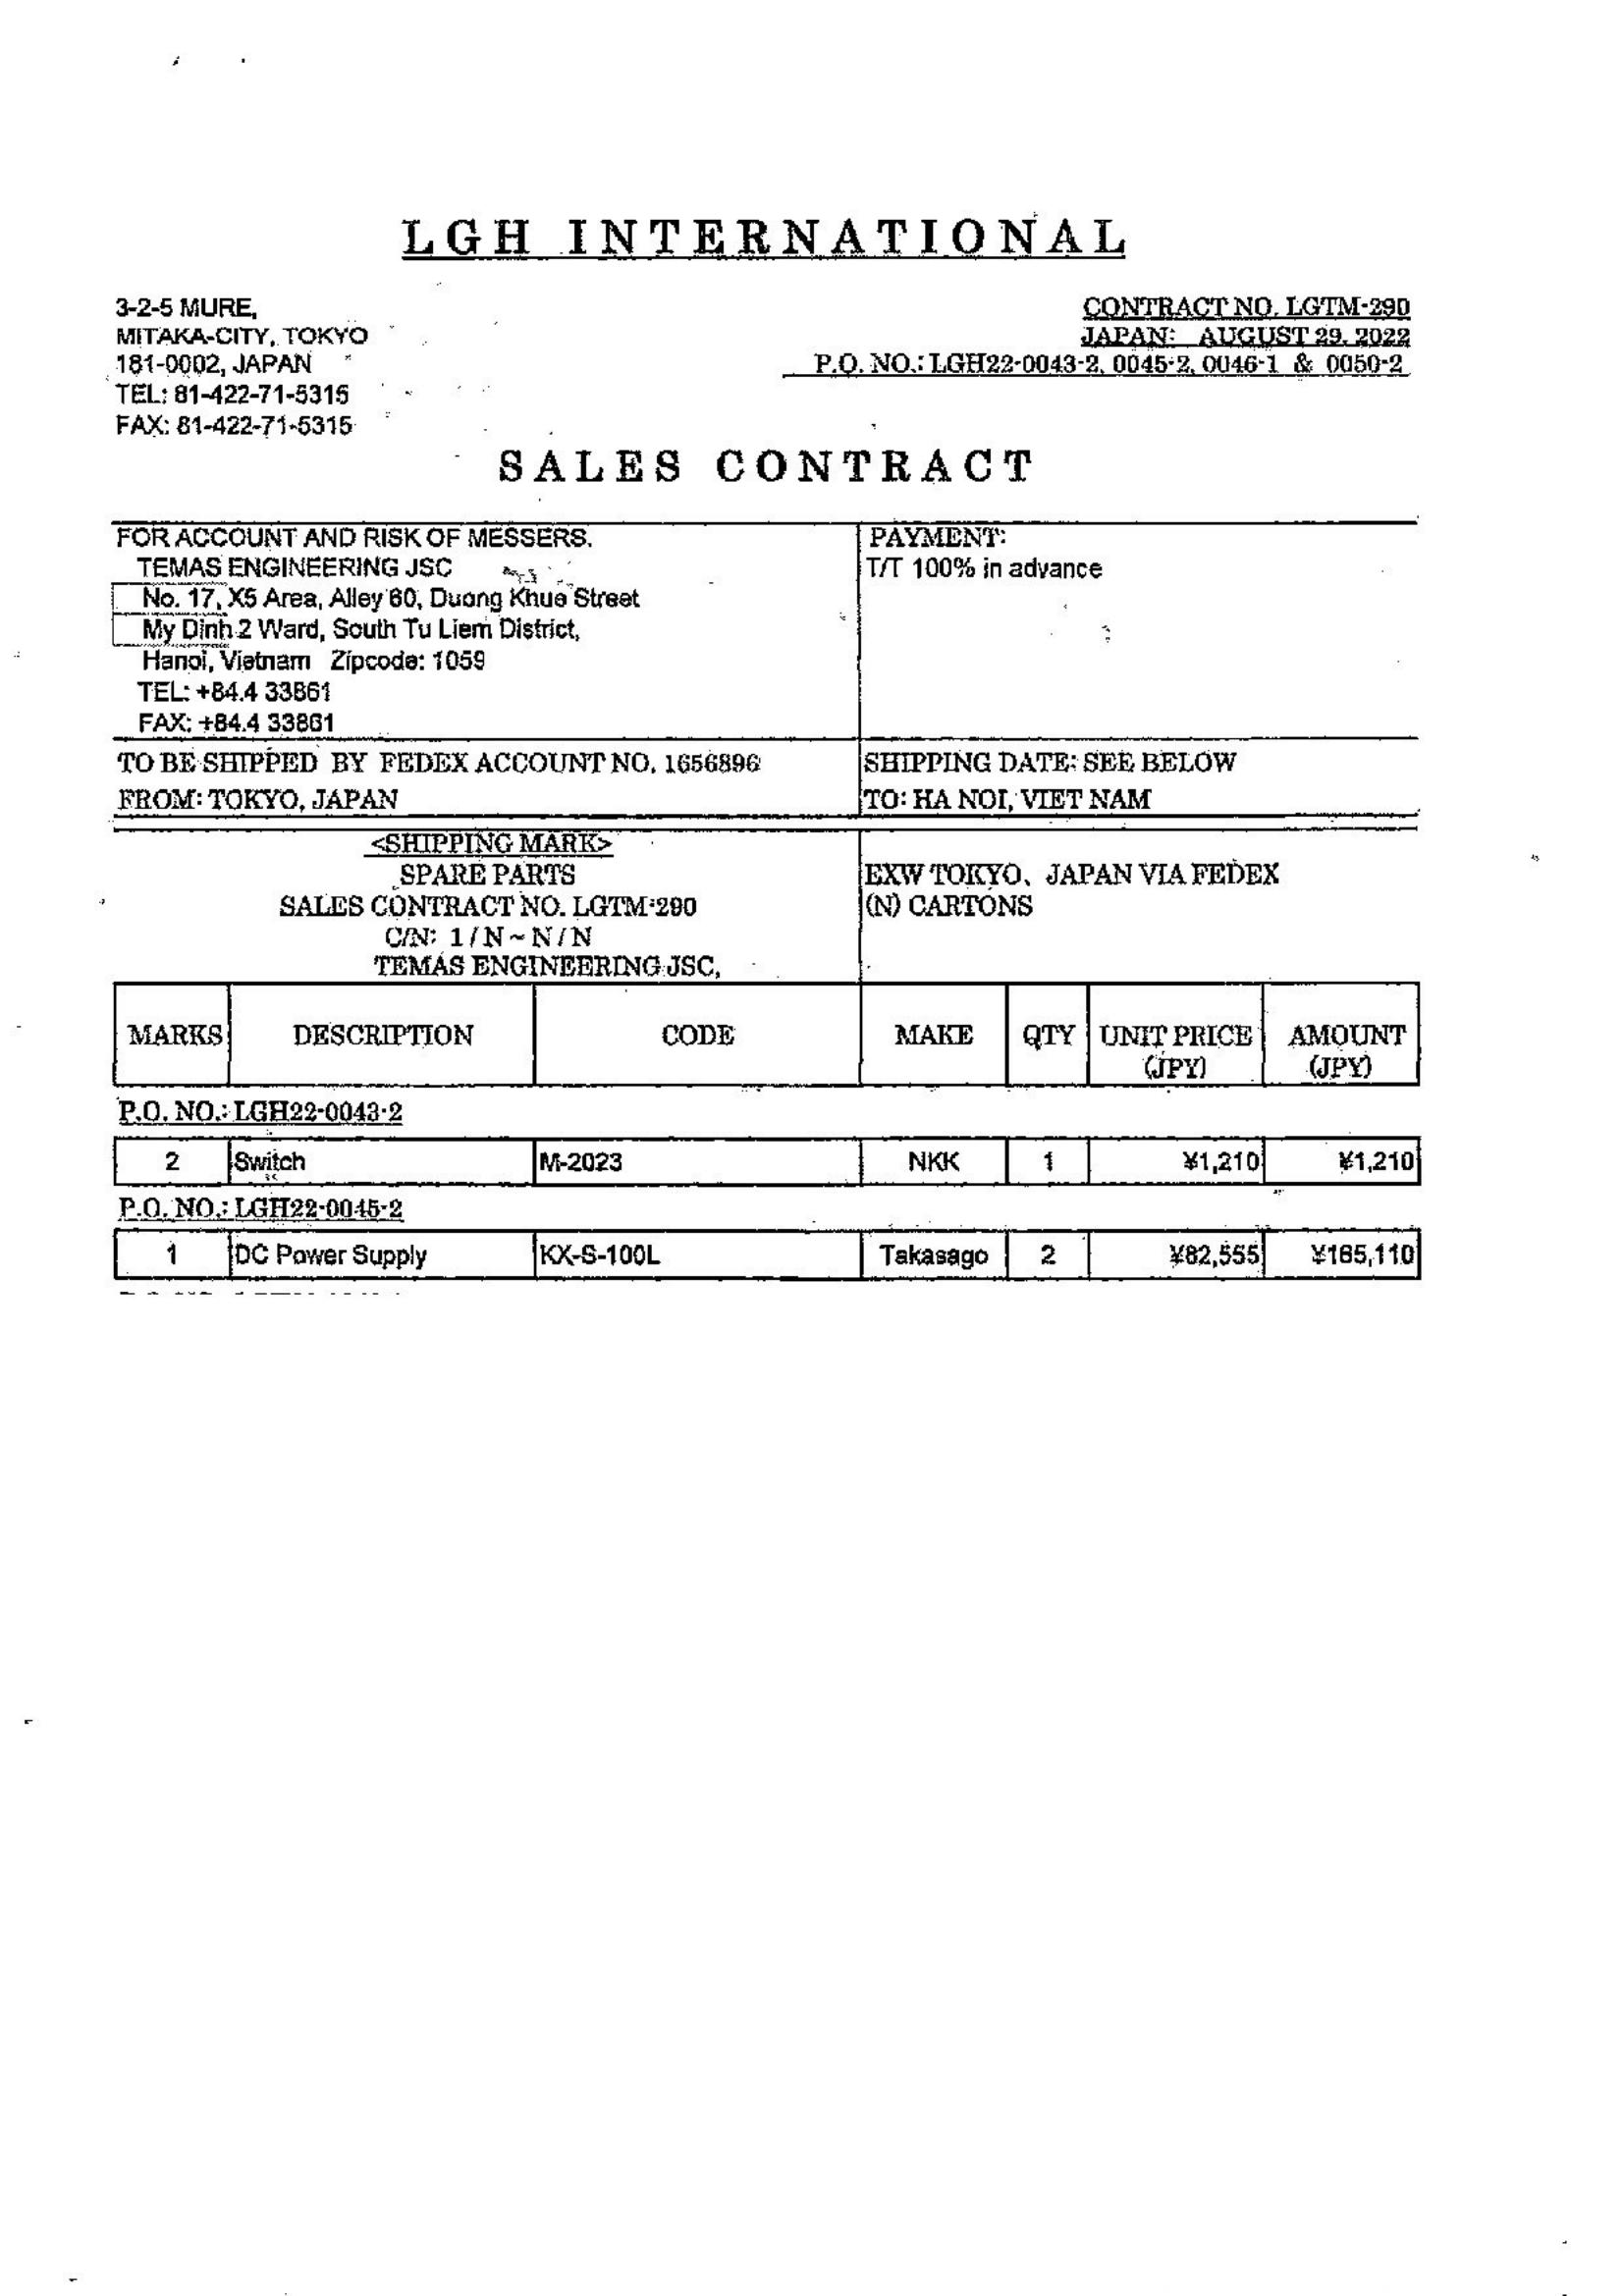 LGH INTERNATIONAL
3-2-5 MURE,
MITAKA-CITY, TOKYO
181-0002, JAPAN
TEL: 81-422-71-5315
FAX: 81-422-71-5315
CONTRACT NO. LGTM-290
JAPAN: AUGUST 29, 2022
P.O. NO.: LGH22-0043-2, 0045-2, 0046-1 & 0050-2
SALES CONTRACT
FOR ACCOUNT AND RISK OF MESSERS.
TEMAS ENGINEERING JSC
No. 17, X5 Area, Alley 60, Duong Khue Street
My Dinh 2 Ward, South Tu Liem District,
Hanoi, Vietnam Zipcode: 1059
TEL: +84.4 33861
FAX: +84.4 33861
PAYMENT:
T/T 100% in advance
TO BE SHIPPED BY FEDEX ACCOUNT NO. 1656896
SHIPPING DATE: SEE BELOW
FROM: TOKYO, JAPAN
TO: HA NOI, VIET NAM
<SHIPPING MARK>
SPARE PARTS
SALES CONTRACT NO. LGTM-290
C/N: 1/N~N/N
TEMAS ENGINEERING JSC,
EXW TOKYO, JAPAN VIA FEDEX
(N) CARTONS
MARKS DESCRIPTION CODE MAKE QTY UNIT PRICE (JPY) AMOUNT (JPY)
P.O. NO.: LGH22-0043-2
2 Switch M-2023 NKK 1 ¥1,210 ¥1,210
P.O. NO.: LGH22-0045-2
1 DC Power Supply KX-S-100L Takasago 2 ¥82,555 ¥165,110